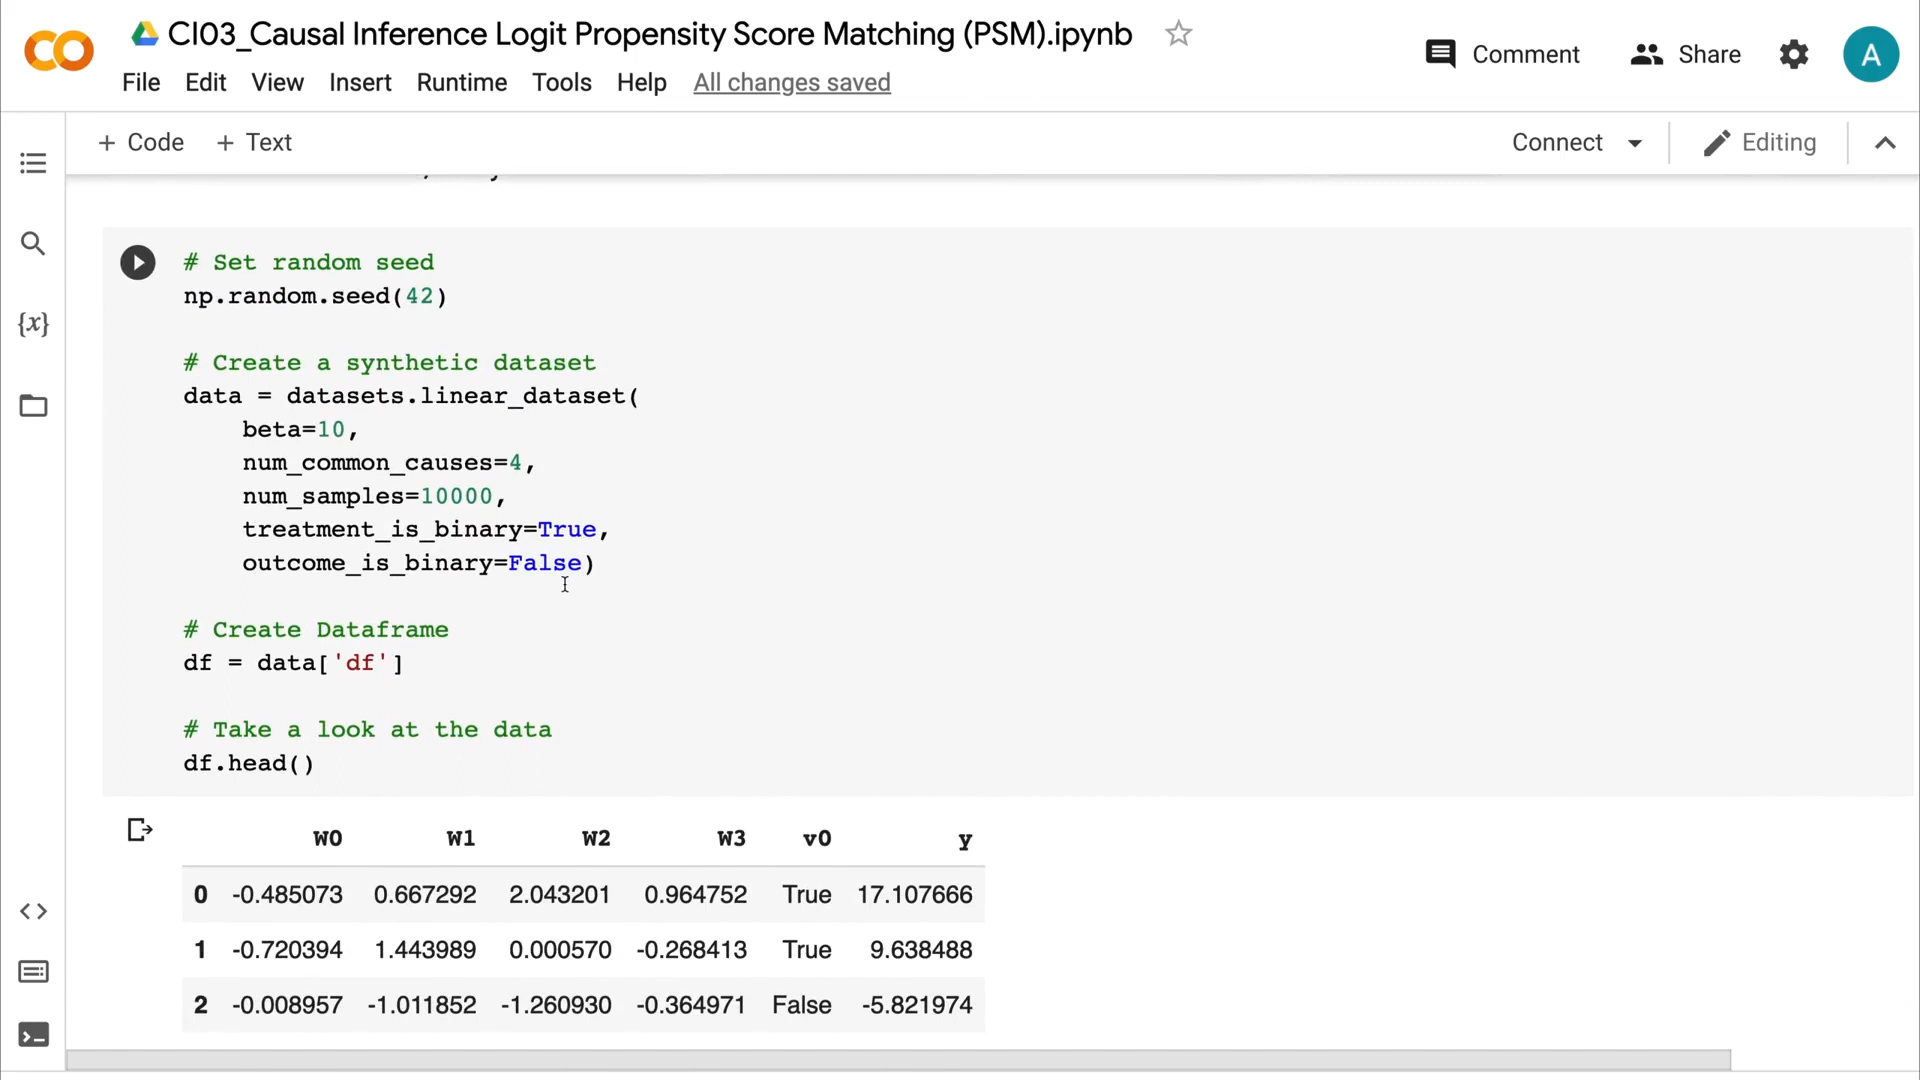 CI03_Causal Inference Logit Propensity Score Matching (PSM).ipynb
Comment
Share
A
File Edit View Insert Runtime Tools Help All changes saved
+ Code + Text
Connect
Editing
# Set random seed
np.random.seed(42)
# Create a synthetic dataset
data = datasets.linear_dataset(
beta=10,
num_common_causes=4,
num_samples=10000,
treatment_is_binary=True,
outcome_is_binary=False)
# Create Dataframe
df = data['df']
# Take a look at the data
df.head()
W0 W1 W2 W3 v0 y
0 -0.485073 0.667292 2.043201 0.964752 True 17.107666
1 -0.720394 1.443989 0.000570 -0.268413 True 9.638488
2 -0.008957 -1.011852 -1.260930 -0.364971 False -5.821974